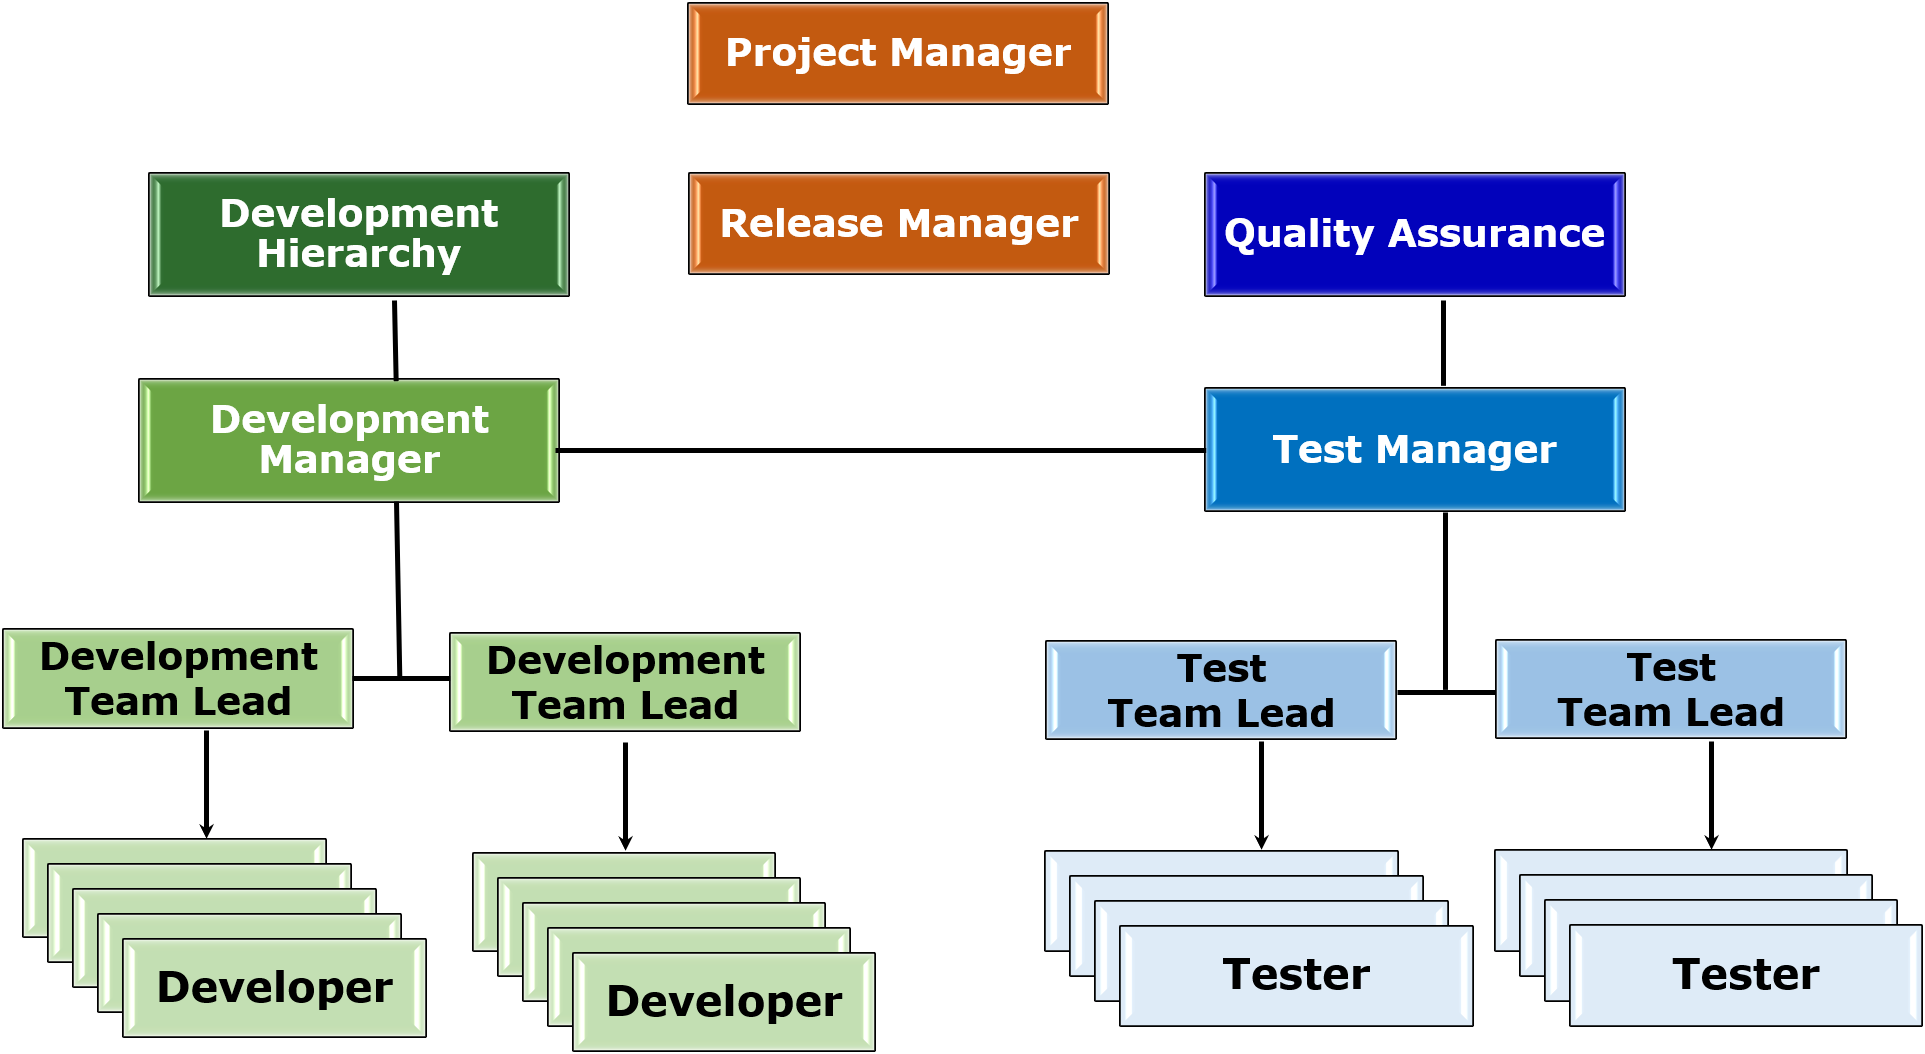 Project Manager
Development
Hierarchy
Release Manager
Quality Assurance
Development
Manager
Test Manager
Development
Team Lead
Development
Team Lead
Test
Team Lead
Test
Team Lead
Developer
Developer
Tester
Tester